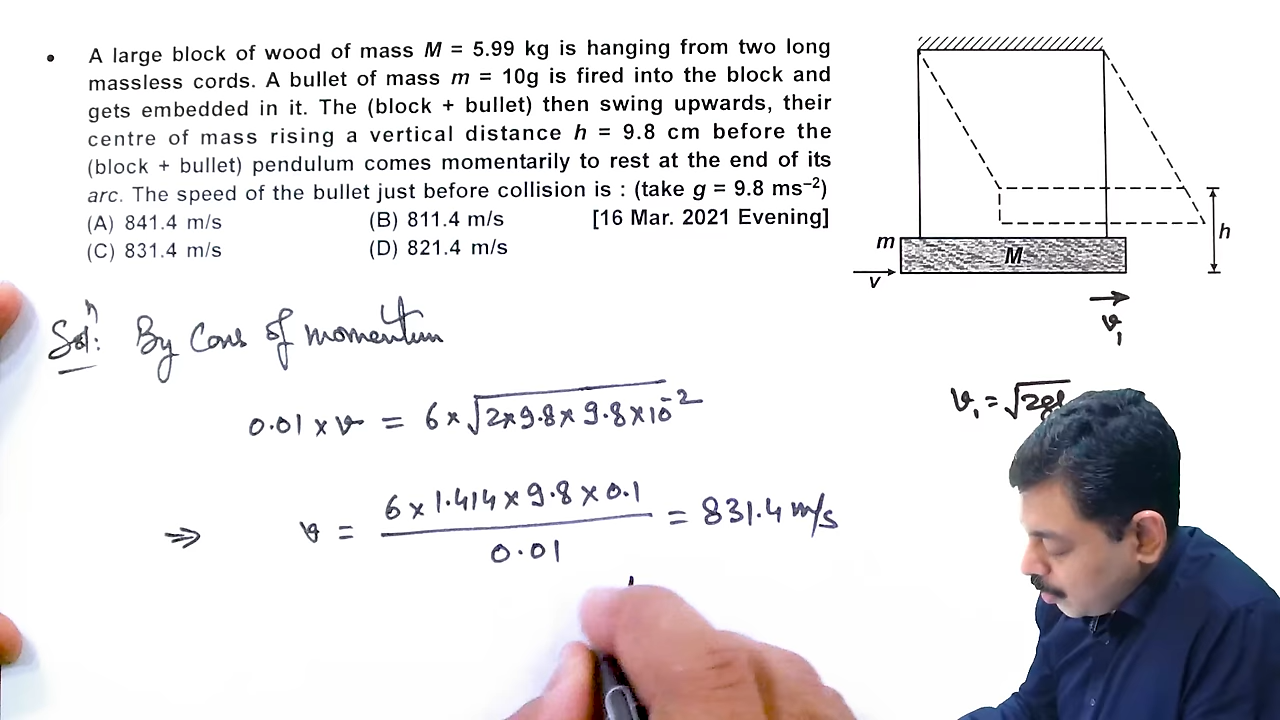 • A large block of wood of mass M = 5.99 kg is hanging from two long
massless cords. A bullet of mass m = 10g is fired into the block and
gets embedded in it. The (block + bullet) then swing upwards, their
centre of mass rising a vertical distance h = 9.8 cm before the
(block + bullet) pendulum comes momentarily to rest at the end of its
arc. The speed of the bullet just before collision is : (take g = 9.8 ms⁻²)
(A) 841.4 m/s (B) 811.4 m/s [16 Mar. 2021 Evening]
(C) 831.4 m/s (D) 821.4 m/s
m
M
h
v
v₁
Solⁿ: By Cons of momentum
0.01 × v = 6 × √(2×9.8×9.8×10⁻²)
v₁ = √2g
⇒ v = (6 × 1.414 × 9.8 × 0.1) / 0.01 = 831.4 m/s